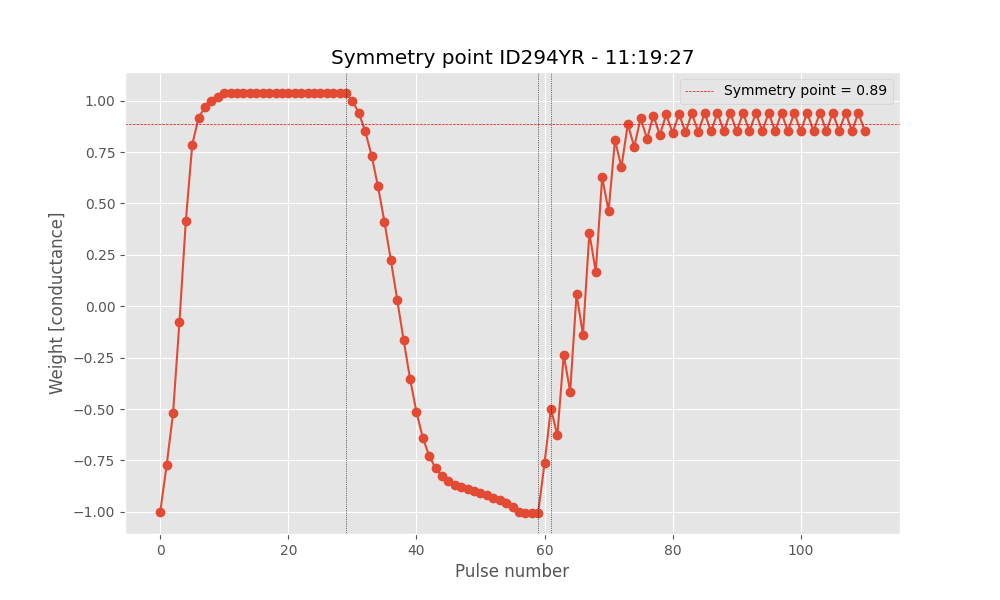 Symmetry point ID294YR - 11:19:27
Symmetry point = 0.89
Weight [conductance]
1.00
0.75
0.50
0.25
0.00
−0.25
−0.50
−0.75
−1.00
0 20 40 60 80 100
Pulse number